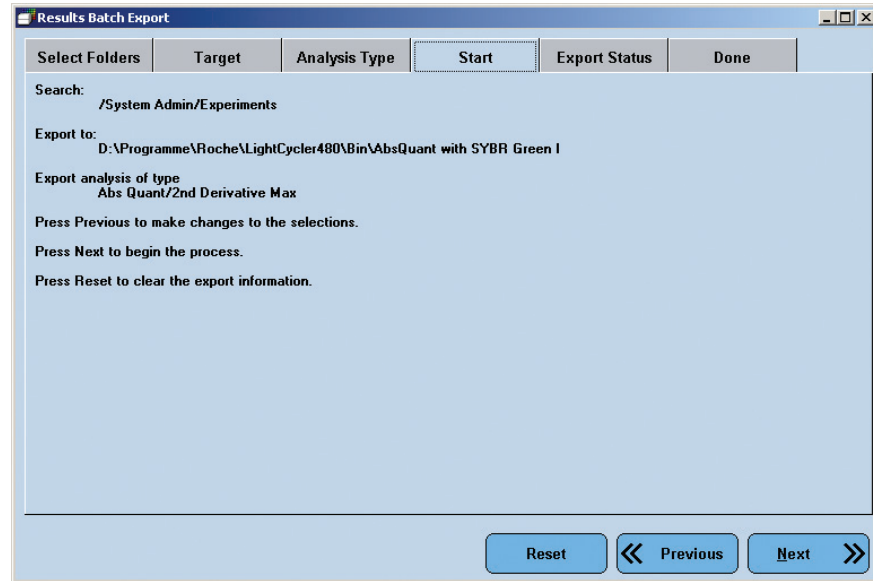 Results Batch Export
Select Folders
Target
Analysis Type
Start
Export Status
Done
Search:
/System Admin/Experiments
Export to:
D:\Programme\Roche\LightCycler480\Bin\AbsQuant with SYBR Green I
Export analysis of type
Abs Quant/2nd Derivative Max
Press Previous to make changes to the selections.
Press Next to begin the process.
Press Reset to clear the export information.
Reset
Previous
Next